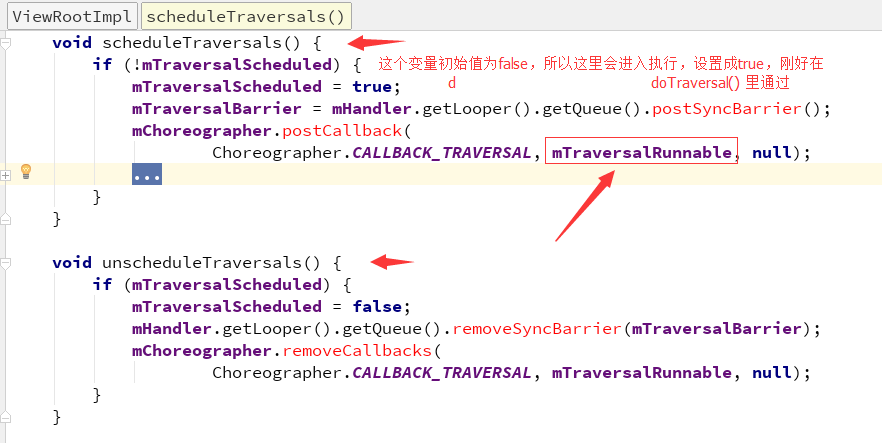 ViewRootImpl scheduleTraversals()
void scheduleTraversals() {
if (!mTraversalScheduled) { 这个变量初始值为false，所以这里会进入执行，设置成true，刚好在
mTraversalScheduled = true; d doTraversal() 里通过
mTraversalBarrier = mHandler.getLooper().getQueue().postSyncBarrier();
mChoreographer.postCallback(
Choreographer.CALLBACK_TRAVERSAL, mTraversalRunnable, null);
...
}
}
void unscheduleTraversals() {
if (mTraversalScheduled) {
mTraversalScheduled = false;
mHandler.getLooper().getQueue().removeSyncBarrier(mTraversalBarrier);
mChoreographer.removeCallbacks(
Choreographer.CALLBACK_TRAVERSAL, mTraversalRunnable, null);
}
}